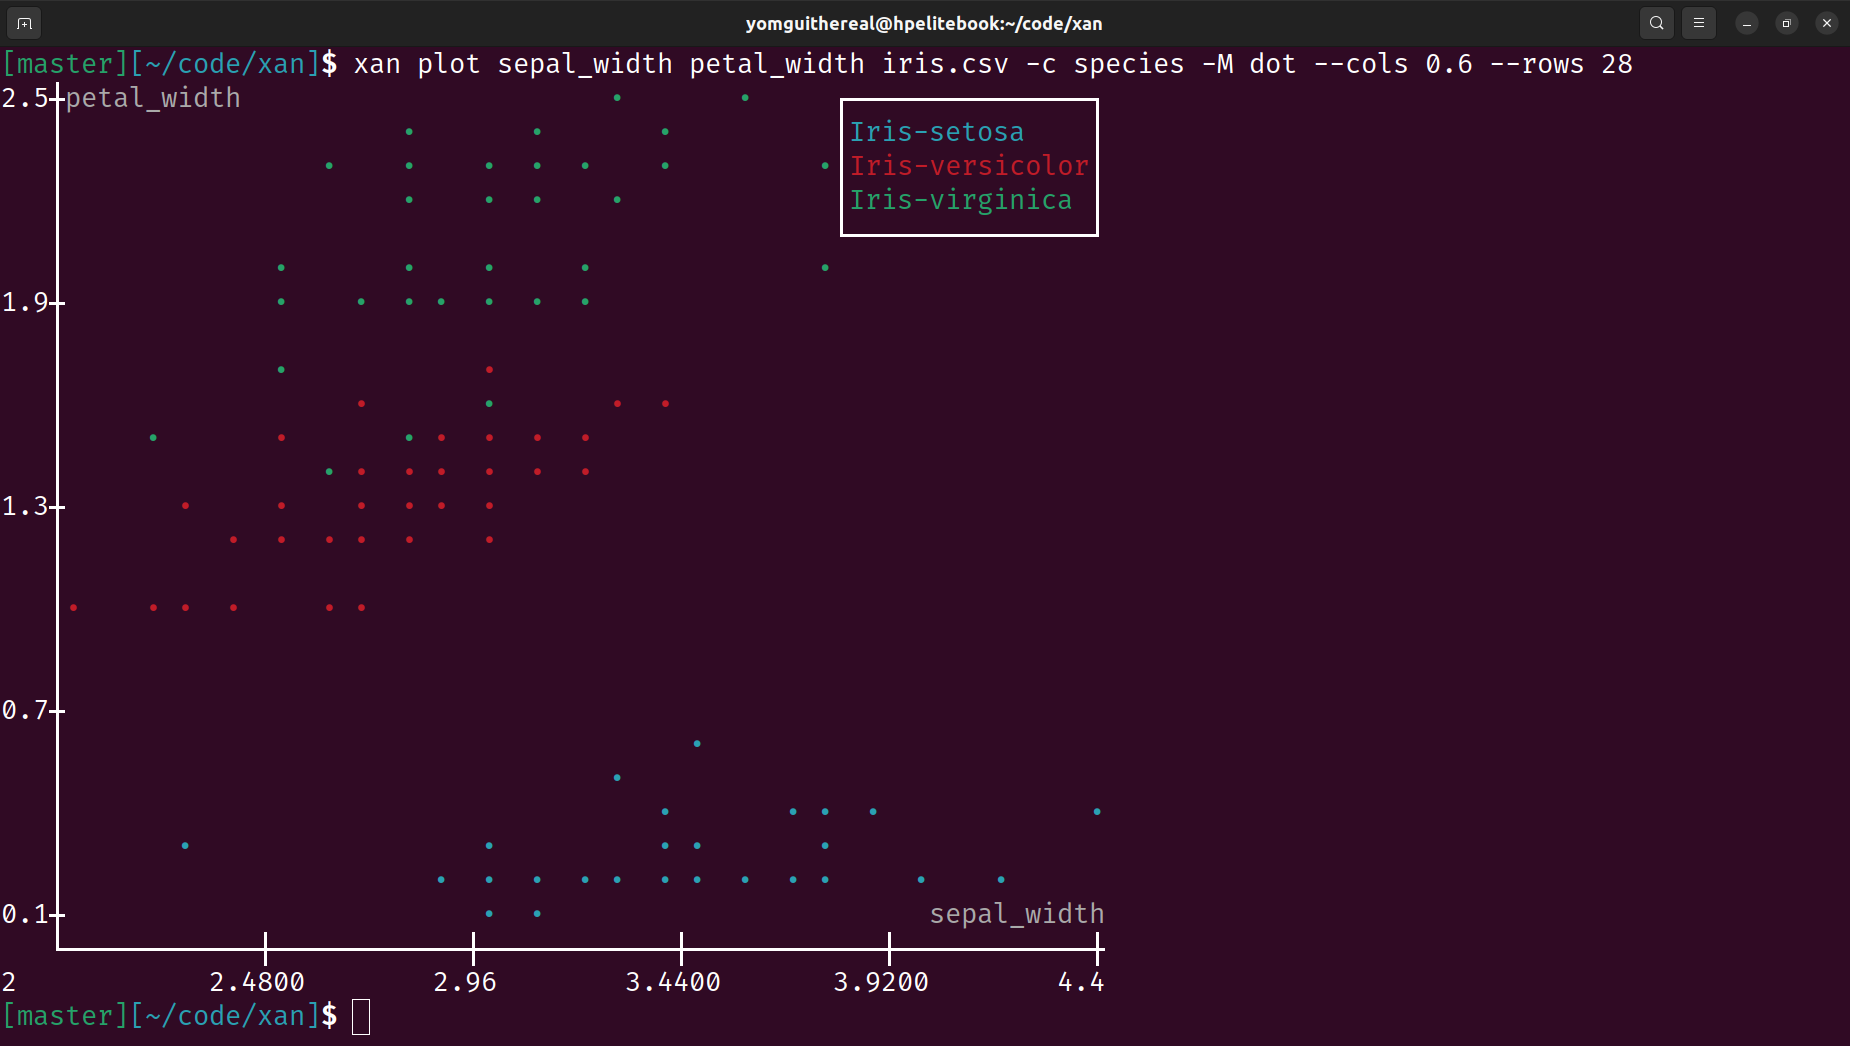 yomguithereal@hpelitebook:~/code/xan
[master][~/code/xan]$ xan plot sepal_width petal_width iris.csv -c species -M dot --cols 0.6 --rows 28
2.5 petal_width
Iris-setosa
Iris-versicolor
Iris-virginica
1.9
1.3
0.7
0.1 sepal_width
2 2.4800 2.96 3.4400 3.9200 4.4
[master][~/code/xan]$